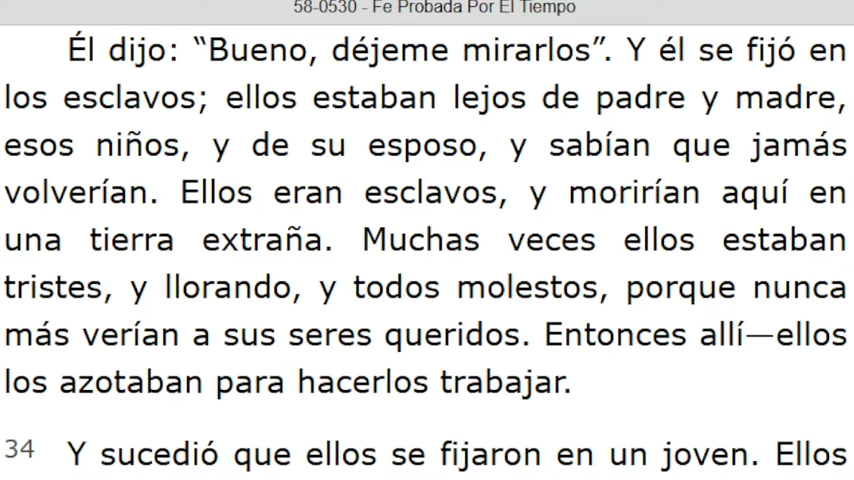 58-0530 - Fe Probada Por El Tiempo
Él dijo: “Bueno, déjeme mirarlos”. Y él se fijó en
los esclavos; ellos estaban lejos de padre y madre,
esos niños, y de su esposo, y sabían que jamás
volverían. Ellos eran esclavos, y morirían aquí en
una tierra extraña. Muchas veces ellos estaban
tristes, y llorando, y todos molestos, porque nunca
más verían a sus seres queridos. Entonces allí—ellos
los azotaban para hacerlos trabajar.
34 Y sucedió que ellos se fijaron en un joven. Ellos